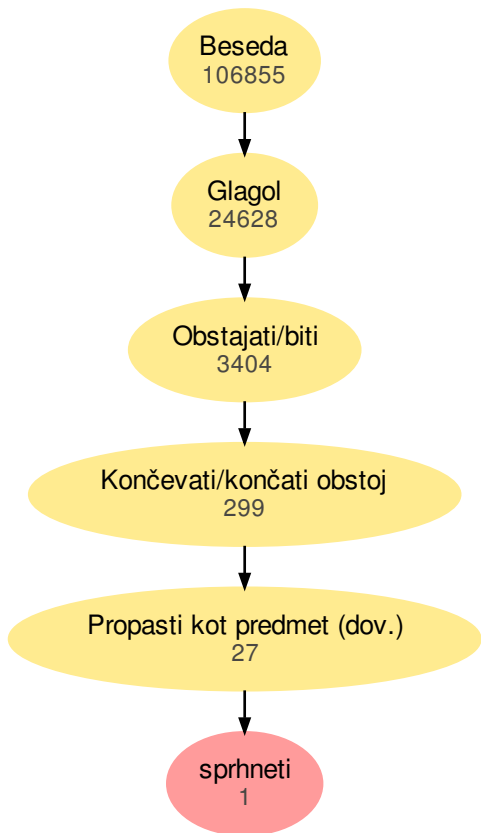 Beseda
106855
Glagol
24628
Obstajati/biti
3404
Končevati/končati obstoj
299
Propasti kot predmet (dov.)
27
sprhneti
1